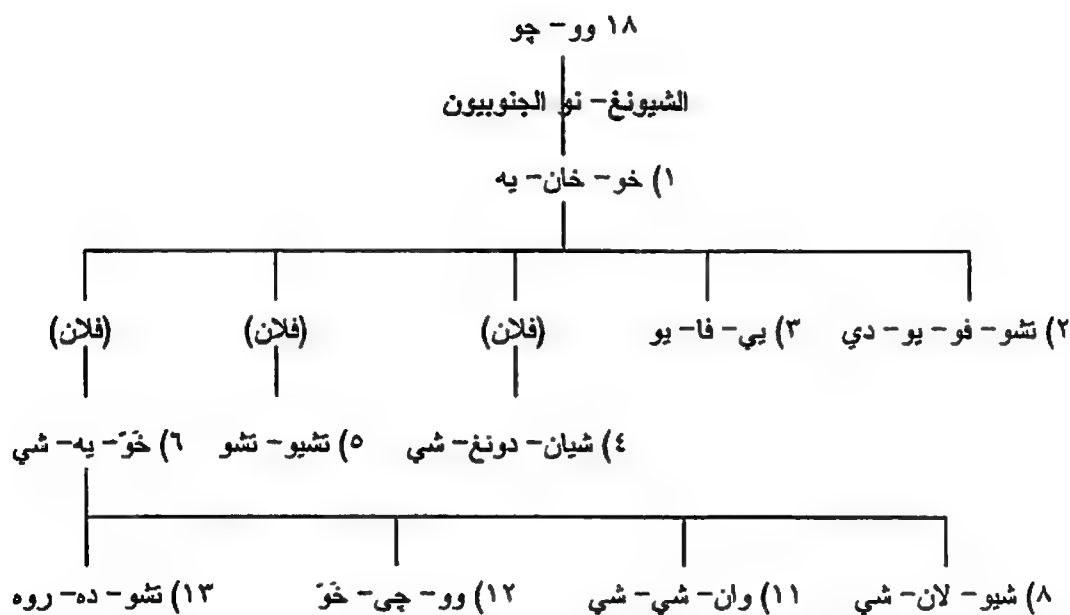 ١٨ وو- چو
الشيونغ- نو الجنوبيون
١) خو- خان- يه
٢) تشو- فو- يو- دي ٣) يي- فا- يو (فلان) (فلان) (فلان)
٤) شيان- دونغ- شي ٥) تشيو- تشو ٦) خَوّ- يه- شي
٨) شيو- لان- شي ١١) وان- شي- شي ١٢) وو- چي- خَوّ ١٣) تشو- ده- روه